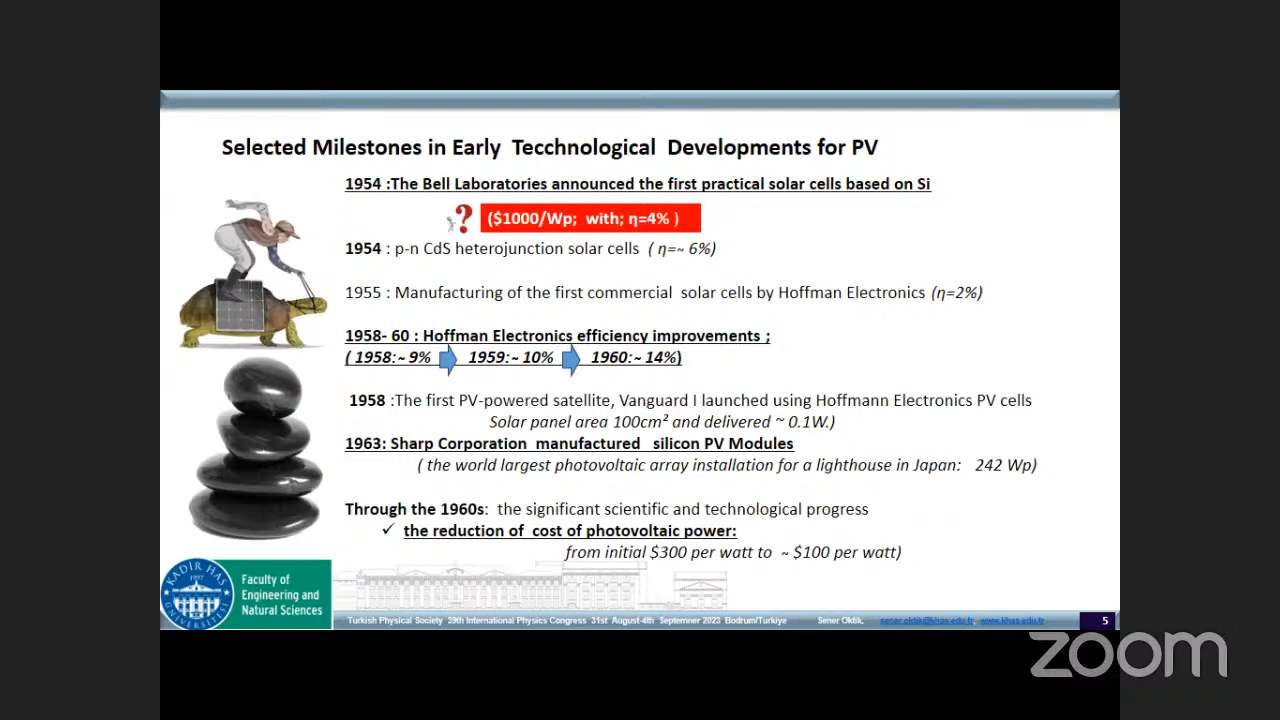 Selected Milestones in Early Tecchnological Developments for PV
1954 :The Bell Laboratories announced the first practical solar cells based on Si
? ($1000/Wp; with; η=4% )
1954 : p-n CdS heterojunction solar cells ( η=~ 6%)
1955 : Manufacturing of the first commercial solar cells by Hoffman Electronics (η=2%)
1958- 60 : Hoffman Electronics efficiency improvements ;
( 1958:~ 9% 1959:~ 10% 1960:~ 14%)
1958 :The first PV-powered satellite, Vanguard I launched using Hoffmann Electronics PV cells
Solar panel area 100cm² and delivered ~ 0.1W.)
1963: Sharp Corporation manufactured silicon PV Modules
( the world largest photovoltaic array installation for a lighthouse in Japan: 242 Wp)
Through the 1960s: the significant scientific and technological progress
✓ the reduction of cost of photovoltaic power:
from initial $300 per watt to ~ $100 per watt)
KADİR HAS
1997
ÜNİVERSİTESİ
Faculty of
Engineering and
Natural Sciences
Turkish Physical Society 39th International Physics Congress 31st August-4th Septemner 2023 Bodrum/Turkiye Sener Oktik, sener.oktik@khas.edu.tr, www.khas.edu.tr 5
zoom